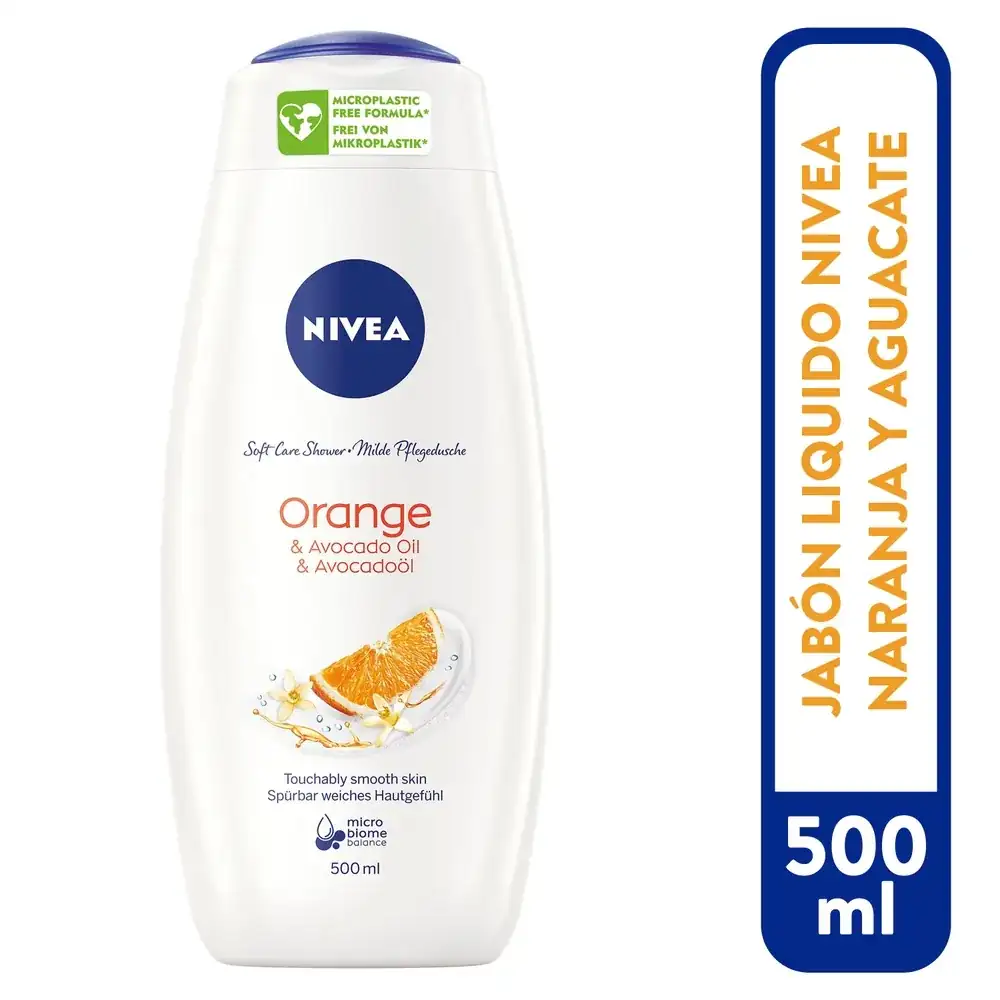 MICROPLASTIC
FREE FORMULA*
FREI VON
MIKROPLASTIK*
NIVEA
Soft Care Shower • Milde Pflegedusche
Orange
& Avocado Oil
& Avocadoöl
Touchably smooth skin
Spürbar weiches Hautgefühl
micro
biome
balance
500 ml
JABÓN LIQUIDO NIVEA
NARANJA Y AGUACATE
500
ml